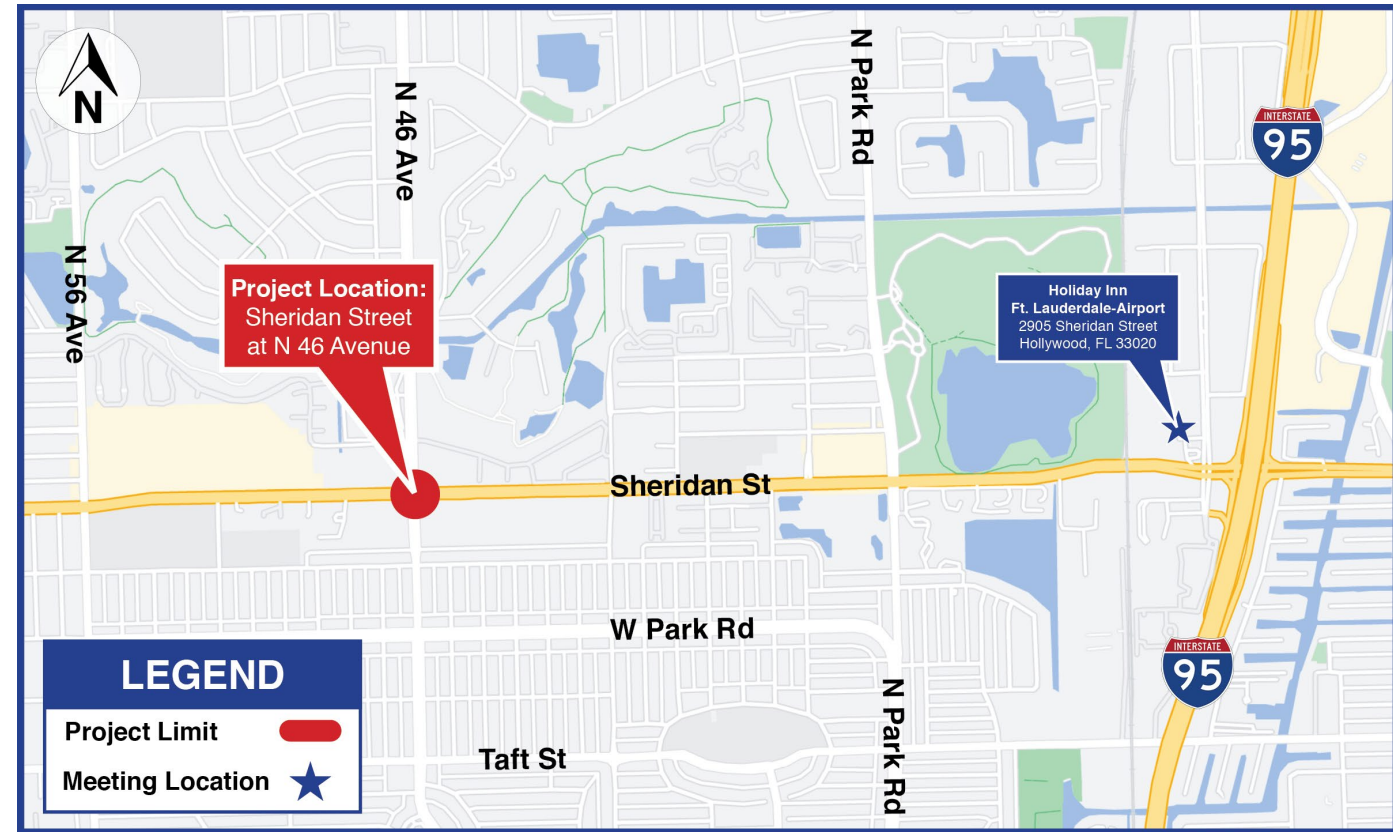 N
N 46 Ave
N Park Rd
INTERSTATE
95
N 56 Ave
Project Location:
Sheridan Street
at N 46 Avenue
Holiday Inn
Ft. Lauderdale-Airport
2905 Sheridan Street
Hollywood, FL 33020
Sheridan St
W Park Rd
INTERSTATE
95
N Park Rd
Taft St
LEGEND
Project Limit
Meeting Location